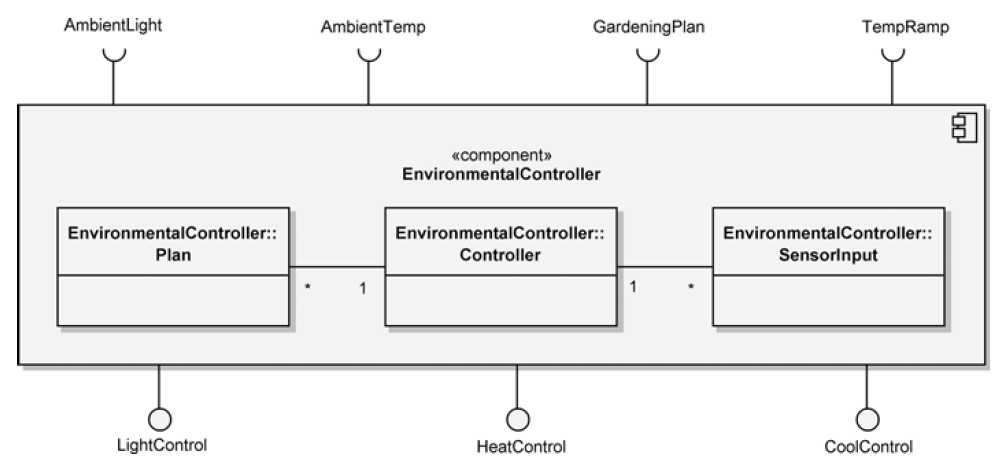 AmbientLight
AmbientTemp
GardeningPlan
TempRamp
«component»
EnvironmentalController
EnvironmentalController::
Plan
EnvironmentalController::
Controller
EnvironmentalController::
SensorInput
*
1
1
*
LightControl
HeatControl
CoolControl